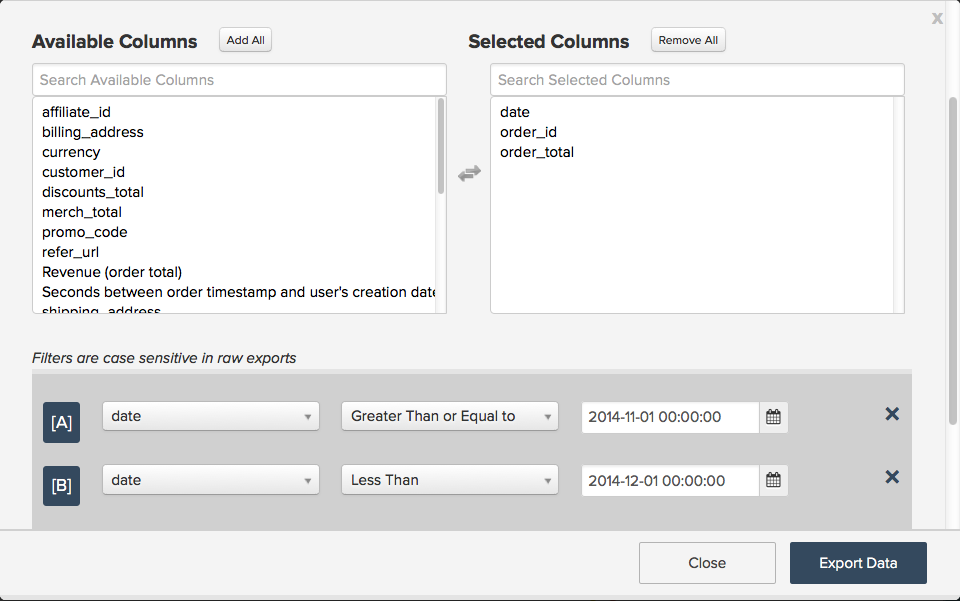 x
Available Columns Add All
Selected Columns Remove All
Search Available Columns
affiliate_id
billing_address
currency
customer_id
discounts_total
merch_total
promo_code
refer_url
Revenue (order total)
Seconds between order timestamp and user's creation date
shipping_address
Search Selected Columns
date
order_id
order_total
Filters are case sensitive in raw exports
[A] date Greater Than or Equal to 2014-11-01 00:00:00
[B] date Less Than 2014-12-01 00:00:00
Close Export Data